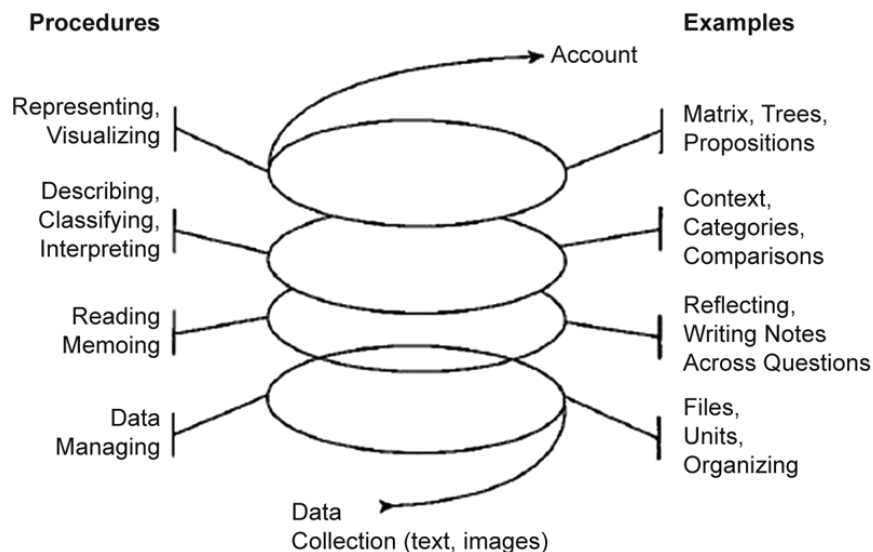 Procedures
Examples
Account
Representing,
Visualizing
Matrix, Trees,
Propositions
Describing,
Classifying,
Interpreting
Context,
Categories,
Comparisons
Reading
Memoing
Reflecting,
Writing Notes
Across Questions
Data
Managing
Files,
Units,
Organizing
Data
Collection (text, images)